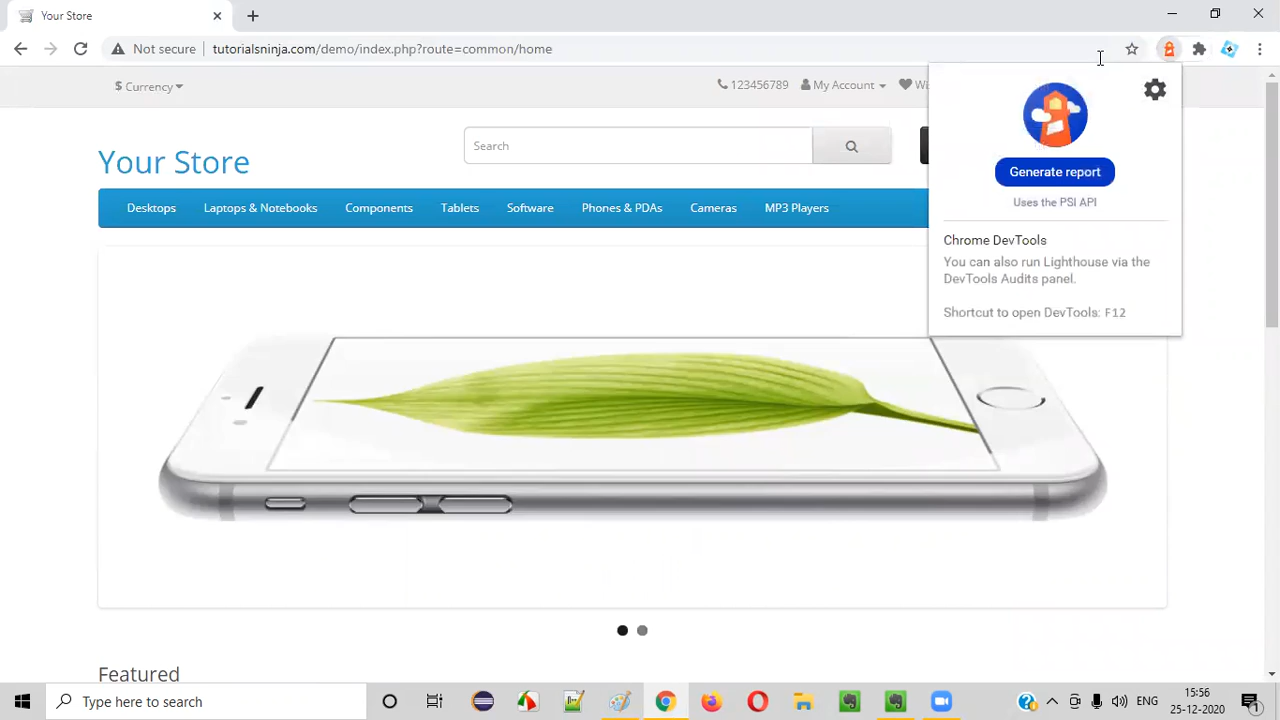 Your Store
Not secure
tutorialsninja.com/demo/index.php?route=common/home
$ Currency
123456789
My Account
Wi
Search
Your Store
Desktops
Laptops & Notebooks
Components
Tablets
Software
Phones & PDAs
Cameras
MP3 Players
Generate report
Uses the PSI API
Chrome DevTools
You can also run Lighthouse via the
DevTools Audits panel.
Shortcut to open DevTools: F12
Featured
Type here to search
ENG
15:56
25-12-2020
1